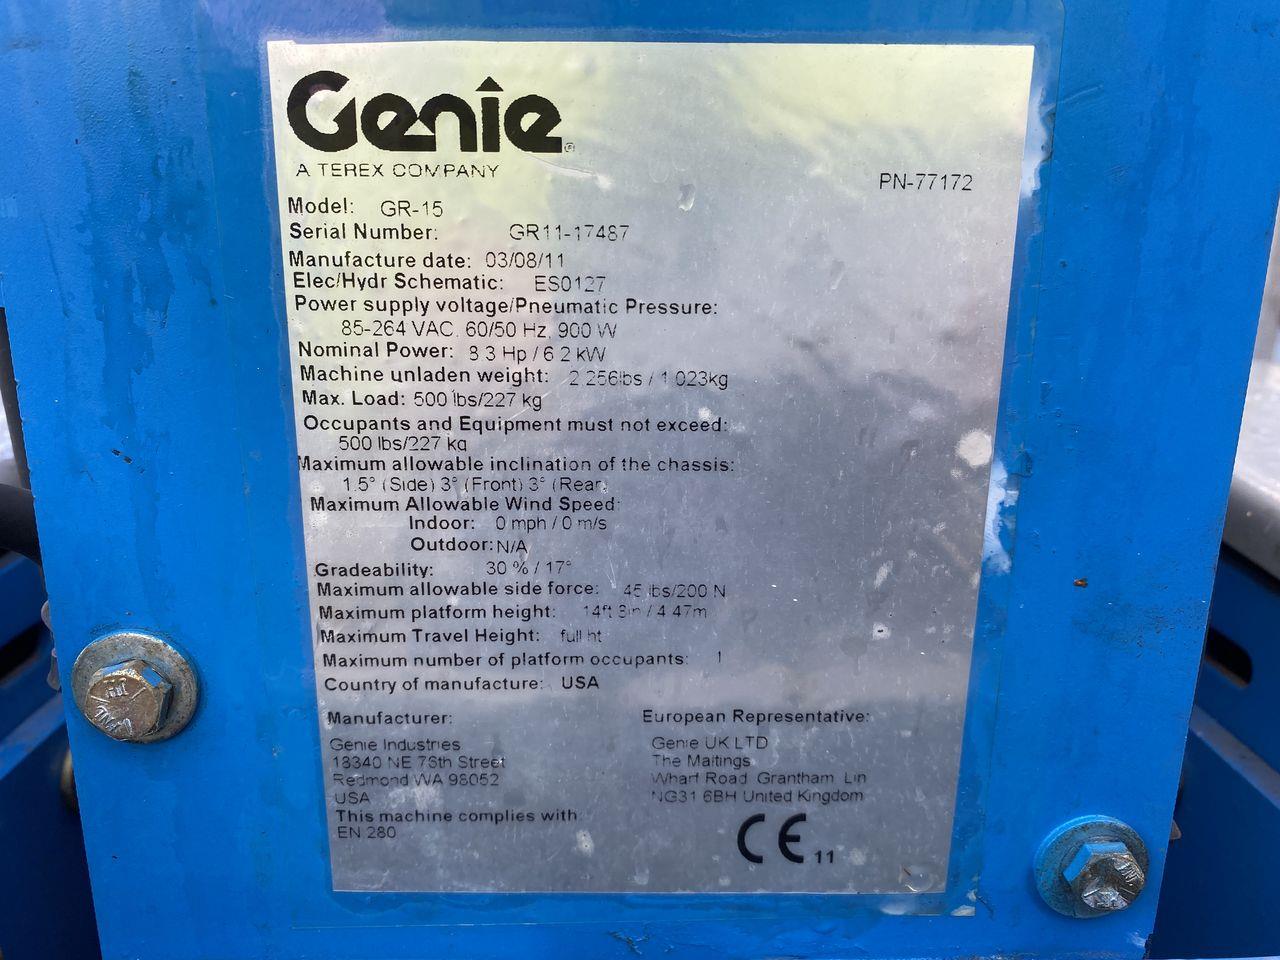 Genie®
A TEREX COMPANY
PN-77172
Model: GR-15
Serial Number: GR11-17487
Manufacture date: 03/08/11
Elec/Hydr Schematic: ES0127
Power supply voltage/Pneumatic Pressure:
85-264 VAC, 60/50 Hz, 900 W
Nominal Power: 8.3 Hp / 6.2 kW
Machine unladen weight: 2,256lbs / 1,023kg
Max. Load: 500 lbs/227 kg
Occupants and Equipment must not exceed:
500 lbs/227 kg
Maximum allowable inclination of the chassis:
1.5° (Side) 3° (Front) 3° (Rear)
Maximum Allowable Wind Speed:
Indoor: 0 mph / 0 m/s
Outdoor: N/A
Gradeability: 30 % / 17°
Maximum allowable side force: 45 lbs/200 N
Maximum platform height: 14ft 8in / 4.47m
Maximum Travel Height: full ht
Maximum number of platform occupants: 1
Country of manufacture: USA
Manufacturer:
Genie Industries
18340 NE 76th Street
Redmond WA 98052
USA
This machine complies with:
EN 280
European Representative:
Genie UK LTD
The Maltings
Wharf Road Grantham Lin
NG31 6BH United Kingdom
CE 11